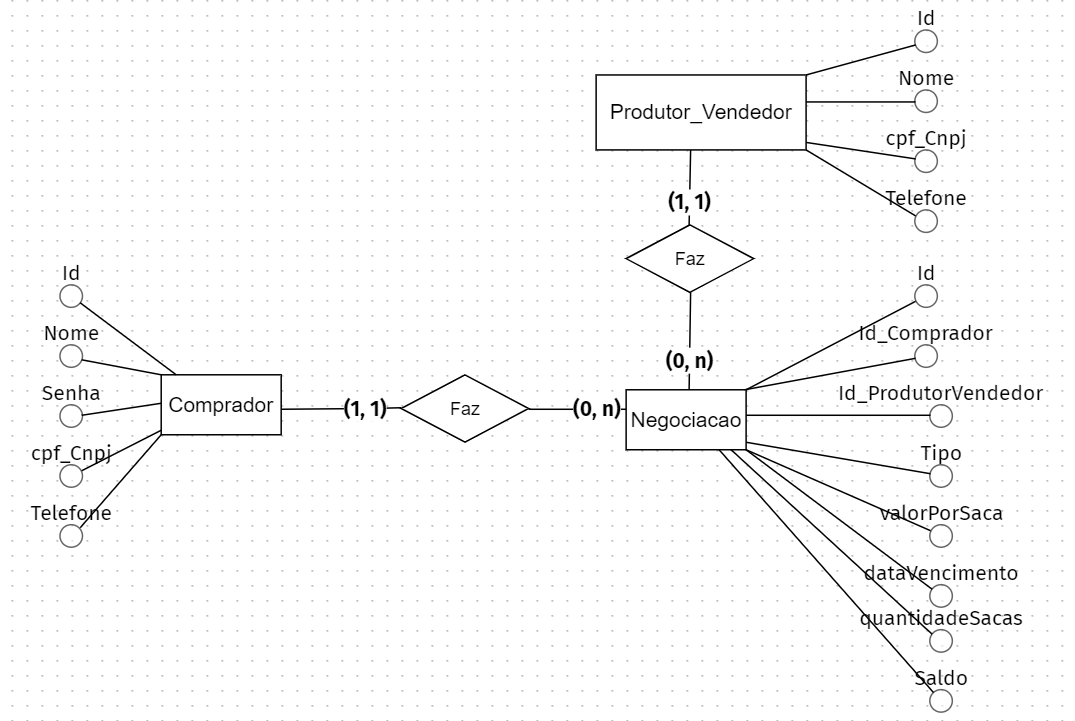 Id
Nome
cpf_Cnpj
Telefone
Produtor_Vendedor
(1, 1)
Faz
(0, n)
Id
Nome
Senha
cpf_Cnpj
Telefone
Comprador
(1, 1)
Faz
(0, n)
Negociacao
Id
Id_Comprador
Id_ProdutorVendedor
Tipo
valorPorSaca
dataVencimento
quantidadeSacas
Saldo